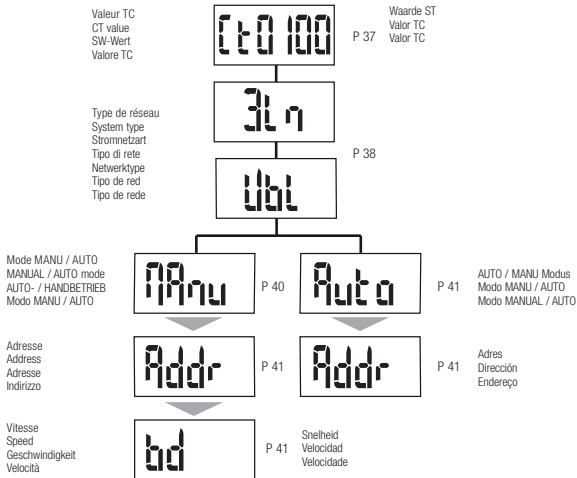 Valeur TC
CT value
SW-Wert
Valore TC
Ct0100
P 37
Waarde ST
Valor TC
Valor TC
Type de réseau
System type
Stromnetzart
Tipo di rete
Netwerktype
Tipo de red
Tipo de rede
3Ln
P 38
UbL
Mode MANU / AUTO
MANUAL / AUTO mode
AUTO- / HANDBETRIEB
Modo MANU / AUTO
MAnu
P 40
Auto
P 41
AUTO / MANU Modus
Modo MANU / AUTO
Modo MANUAL / AUTO
Adresse
Address
Adresse
Indirizzo
Addr
P 41
Addr
P 41
Adres
Dirección
Endereço
Vitesse
Speed
Geschwindigkeit
Velocità
bd
P 41
Snelheid
Velocidad
Velocidade